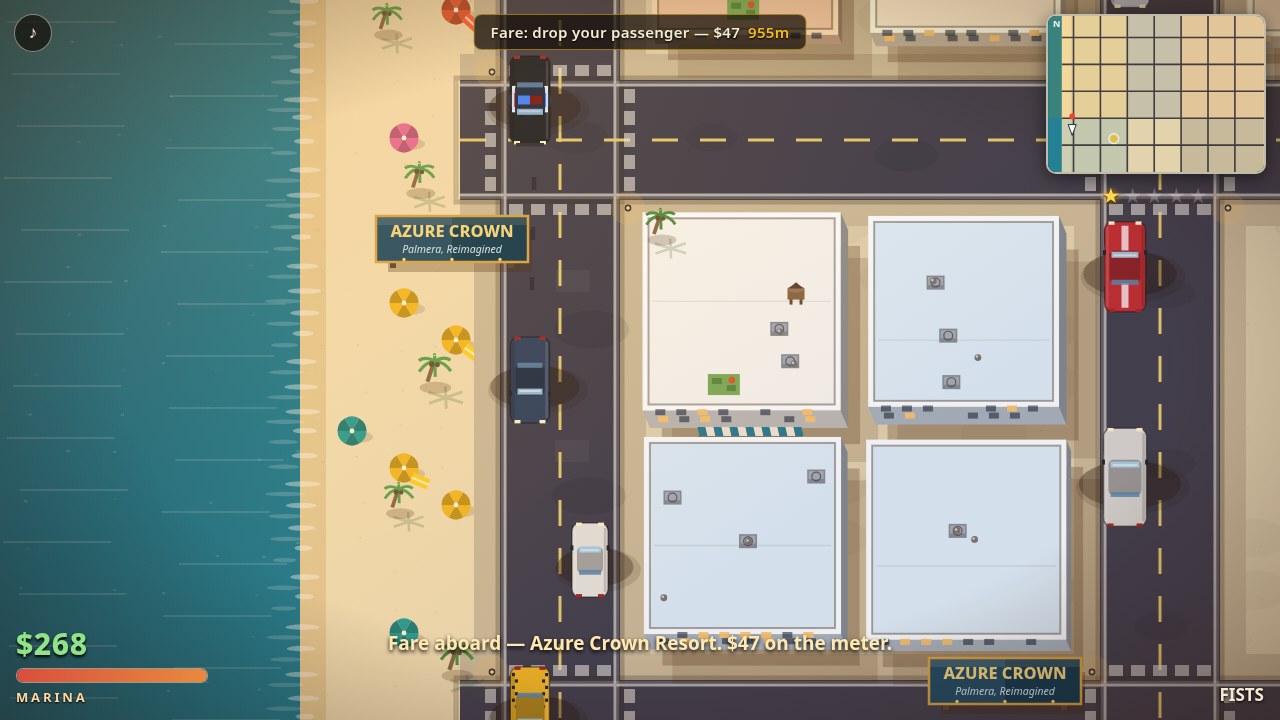 ♪
Fare: drop your passenger — $47 955m
N
AZURE CROWN
Palmera, Reimagined
Fare aboard — Azure Crown Resort. $47 on the meter.
$268
MARINA
AZURE CROWN
Palmera, Reimagined
FISTS